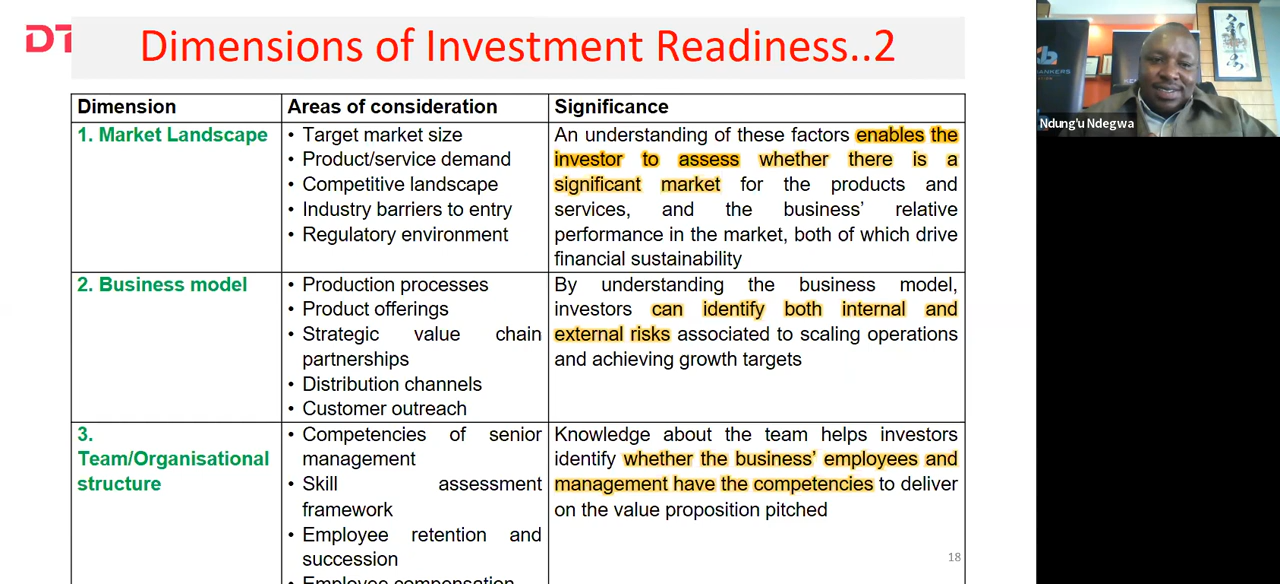 DT
Dimensions of Investment Readiness..2
Dimension
Areas of consideration
Significance
1. Market Landscape
• Target market size
• Product/service demand
• Competitive landscape
• Industry barriers to entry
• Regulatory environment
An understanding of these factors enables the
investor to assess whether there is a
significant market for the products and
services, and the business’ relative
performance in the market, both of which drive
financial sustainability
2. Business model
• Production processes
• Product offerings
• Strategic value chain
partnerships
• Distribution channels
• Customer outreach
By understanding the business model,
investors can identify both internal and
external risks associated to scaling operations
and achieving growth targets
3.
Team/Organisational
structure
• Competencies of senior
management
• Skill assessment
framework
• Employee retention and
succession
• Employee compensation
Knowledge about the team helps investors
identify whether the business’ employees and
management have the competencies to deliver
on the value proposition pitched
18
Ndung'u Ndegwa